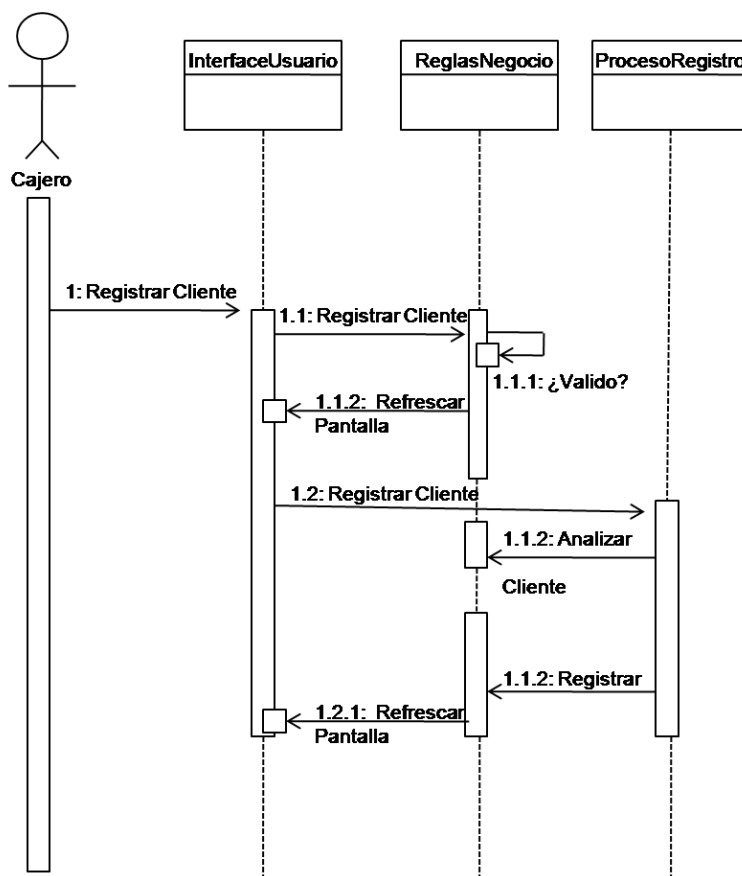 InterfaceUsuario
ReglasNegocio
ProcesoRegistro
Cajero
1: Registrar Cliente
1.1: Registrar Cliente
1.1.1: ¿Valido?
1.1.2: Refrescar
Pantalla
1.2: Registrar Cliente
1.1.2: Analizar
Cliente
1.1.2: Registrar
1.2.1: Refrescar
Pantalla